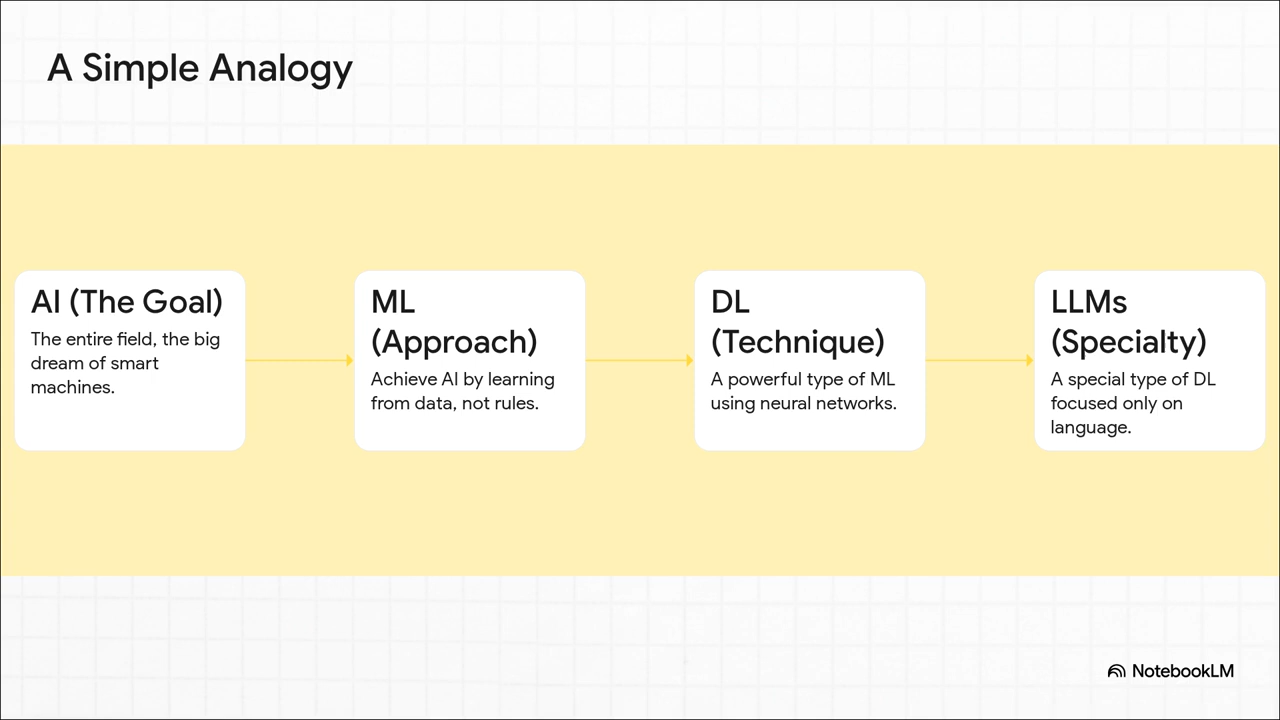 A Simple Analogy
AI (The Goal)
The entire field, the big
dream of smart
machines.
ML
(Approach)
Achieve AI by learning
from data, not rules.
DL
(Technique)
A powerful type of ML
using neural networks.
LLMs
(Specialty)
A special type of DL
focused only on
language.
NotebookLM